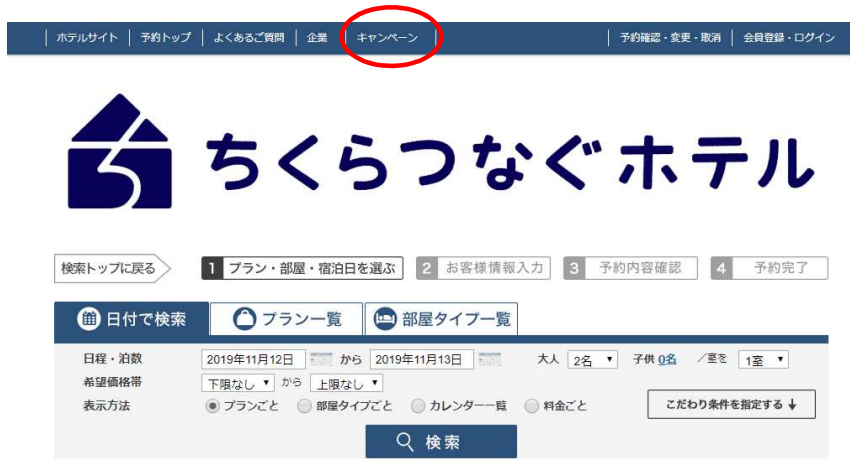 ホテルサイト 予約トップ よくあるご質問 企業 キャンペーン 予約確認・変更・取消 会員登録・ログイン
ちくらつなぐホテル
検索トップに戻る 1 プラン・部屋・宿泊日を選ぶ 2 お客様情報入力 3 予約内容確認 4 予約完了
日付で検索 プラン一覧 部屋タイプ一覧
日程・泊数 2019年11月12日 から 2019年11月13日 大人 2名 子供 0名 /室を 1室
希望価格帯 下限なし から 上限なし
表示方法 プランごと 部屋タイプごと カレンダー一覧 料金ごと こだわり条件を指定する
検索